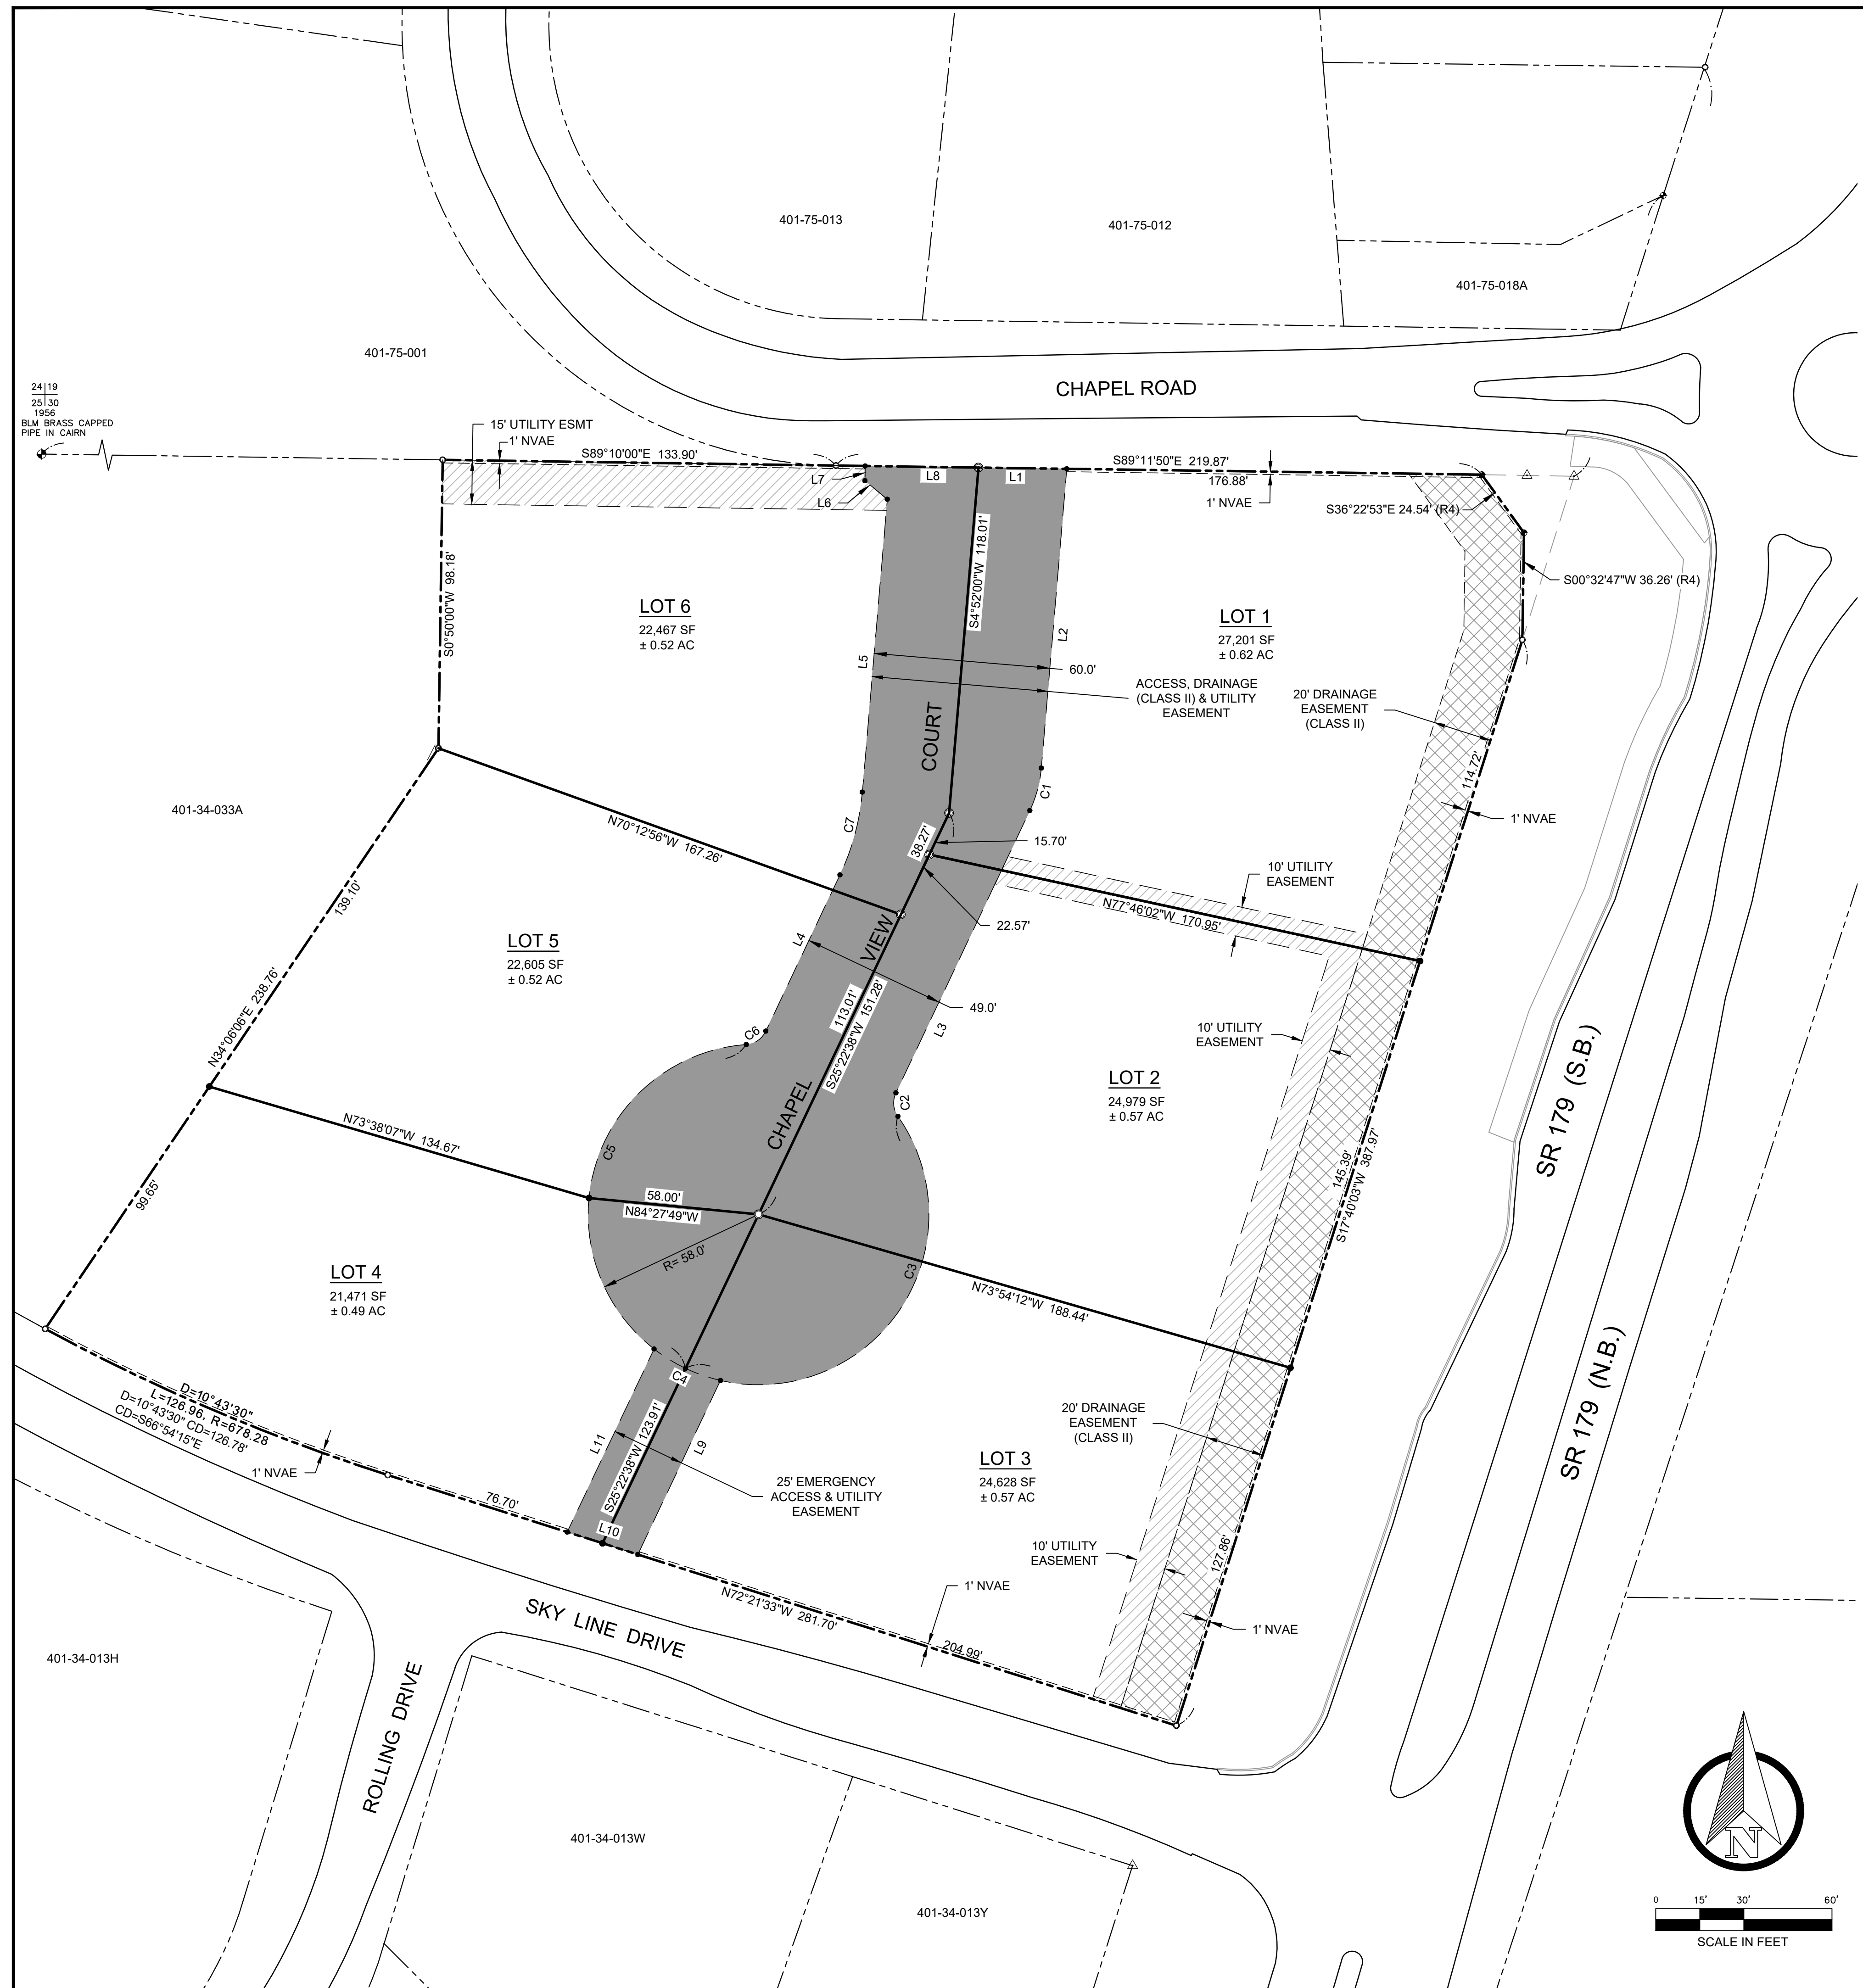 401-75-013
401-75-012
401-75-018A
401-75-001
CHAPEL ROAD
24|19
25|30
1956
BLM BRASS CAPPED
PIPE IN CAIRN
15' UTILITY ESMT
1' NVAE
S89°10'00"E 133.90'
S89°11'50"E 219.87'
L7
L8
L1
176.88'
L6
1' NVAE
S36°22'53"E 24.54' (R4)
S00°32'47"W 36.26' (R4)
S0°50'00"W 98.18'
S4°52'00"W 118.01'
LOT 6
22,467 SF
± 0.52 AC
LOT 1
27,201 SF
± 0.62 AC
L5
L2
60.0'
ACCESS, DRAINAGE
(CLASS II) & UTILITY
EASEMENT
20' DRAINAGE
EASEMENT
(CLASS II)
114.72'
1' NVAE
401-34-033A
CHAPEL VIEW COURT
C7
C1
N70°12'56"W 167.26'
38.27'
15.70'
10' UTILITY
EASEMENT
N77°46'02"W 170.95'
22.57'
139.10'
LOT 5
22,605 SF
± 0.52 AC
L4
49.0'
113.01'
S25°22'38"W 151.28'
L3
N34°06'06"E 238.76'
C6
10' UTILITY
EASEMENT
LOT 2
24,979 SF
± 0.57 AC
C2
SR 179 (S.B.)
N73°38'07"W 134.67'
C5
145.39'
S17°40'03"W 387.97'
58.00'
N84°27'49"W
R= 58.0'
99.65'
C3
N73°54'12"W 188.44'
LOT 4
21,471 SF
± 0.49 AC
C4
SR 179 (N.B.)
D=10°43'30"
L=126.96, R=678.28
D=10°43'30" CD=126.78'
CD=S66°54'15"E
1' NVAE
L11
S25°22'38"W 123.91'
L9
20' DRAINAGE
EASEMENT
(CLASS II)
LOT 3
24,628 SF
± 0.57 AC
25' EMERGENCY
ACCESS & UTILITY
EASEMENT
76.70'
L10
10' UTILITY
EASEMENT
127.86'
1' NVAE
N72°21'33"W 281.70'
204.99'
1' NVAE
SKY LINE DRIVE
401-34-013H
ROLLING DRIVE
401-34-013W
401-34-013Y
N
0 15' 30' 60'
SCALE IN FEET